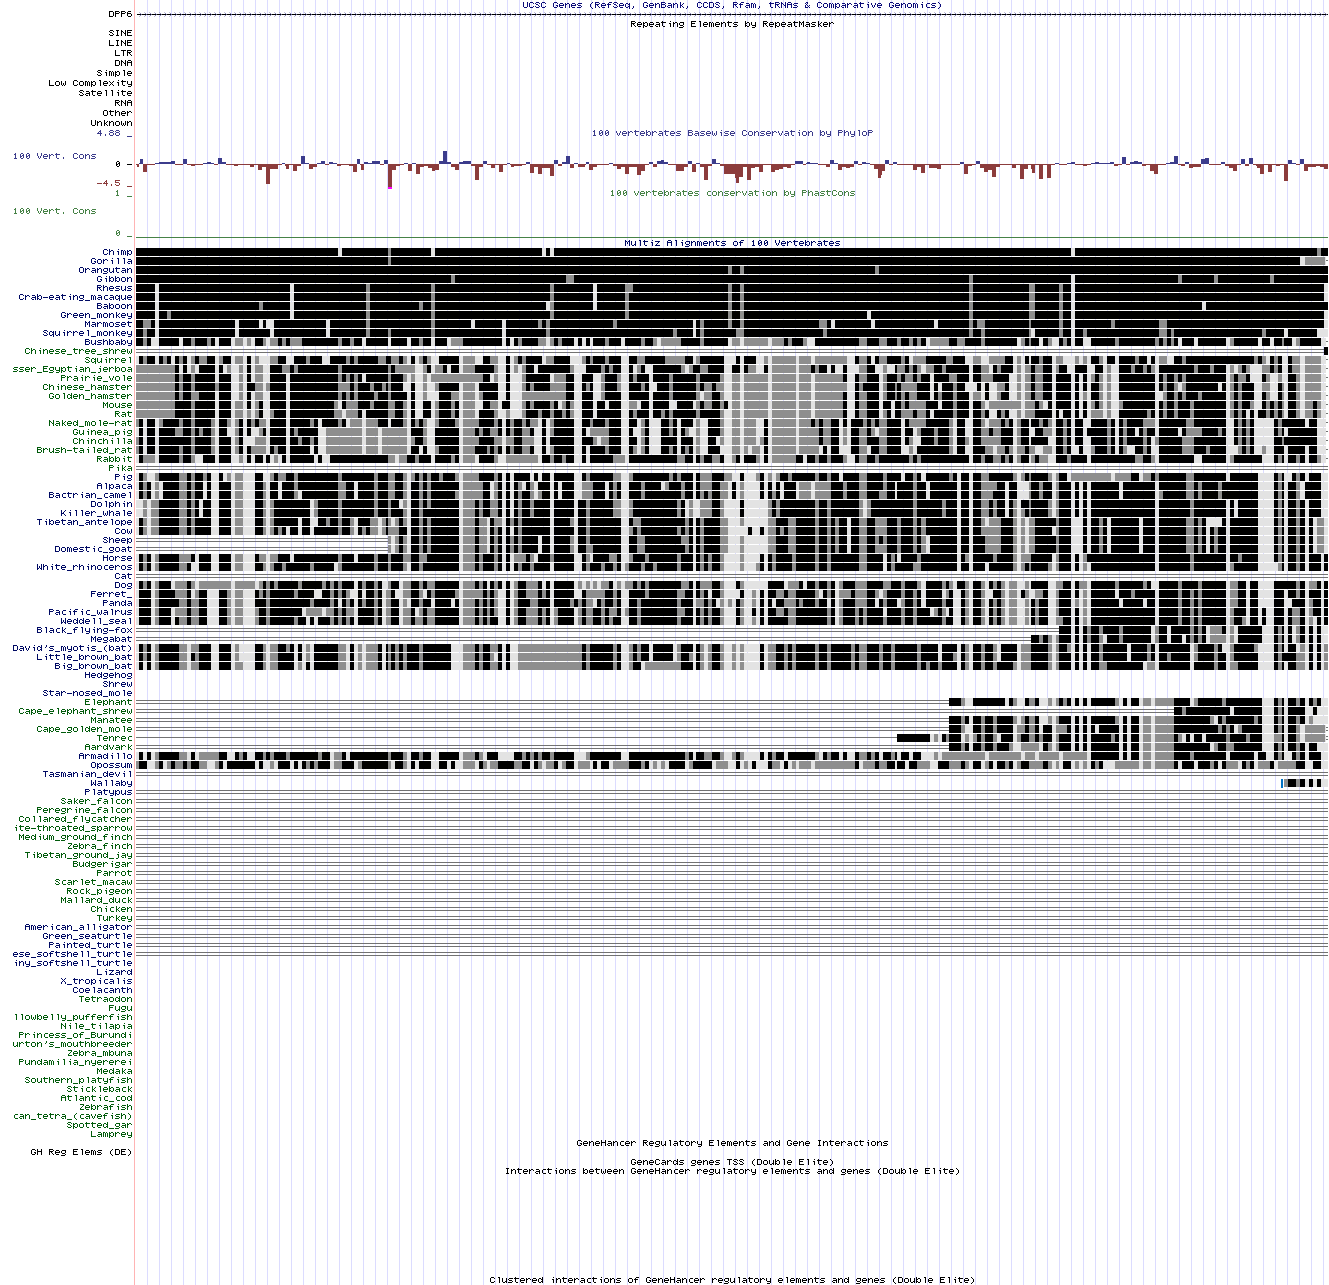 UCSC Genes (RefSeq, GenBank, CCDS, Rfam, tRNAs & Comparative Genomics)
DPP6
Repeating Elements by RepeatMasker
SINE
LINE
LTR
DNA
Simple
Low Complexity
Satellite
RNA
Other
Unknown
4.88 _
100 vertebrates Basewise Conservation by PhyloP
100 Vert. Cons
0 _
-4.5 _
100 vertebrates conservation by PhastCons
1 _
100 Vert. Cons
0 _
Multiz Alignments of 100 Vertebrates
Chimp
Gorilla
Orangutan
Gibbon
Rhesus
Crab-eating_macaque
Baboon
Green_monkey
Marmoset
Squirrel_monkey
Bushbaby
Chinese_tree_shrew
Squirrel
sser_Egyptian_jerboa
Prairie_vole
Chinese_hamster
Golden_hamster
Mouse
Rat
Naked_mole-rat
Guinea_pig
Chinchilla
Brush-tailed_rat
Rabbit
Pika
Pig
Alpaca
Bactrian_camel
Dolphin
Killer_whale
Tibetan_antelope
Cow
Sheep
Domestic_goat
Horse
White_rhinoceros
Cat
Dog
Ferret_
Panda
Pacific_walrus
Weddell_seal
Black_flying-fox
Megabat
David's_myotis_(bat)
Little_brown_bat
Big_brown_bat
Hedgehog
Shrew
Star-nosed_mole
Elephant
Cape_elephant_shrew
Manatee
Cape_golden_mole
Tenrec
Aardvark
Armadillo
Opossum
Tasmanian_devil
Wallaby
Platypus
Saker_falcon
Peregrine_falcon
Collared_flycatcher
ite-throated_sparrow
Medium_ground_finch
Zebra_finch
Tibetan_ground_jay
Budgerigar
Parrot
Scarlet_macaw
Rock_pigeon
Mallard_duck
Chicken
Turkey
American_alligator
Green_seaturtle
Painted_turtle
ese_softshell_turtle
iny_softshell_turtle
Lizard
X_tropicalis
Coelacanth
Tetraodon
Fugu
llowbelly_pufferfish
Nile_tilapia
Princess_of_Burundi
urton's_mouthbreeder
Zebra_mbuna
Pundamilia_nyererei
Medaka
Southern_platyfish
Stickleback
Atlantic_cod
Zebrafish
can_tetra_(cavefish)
Spotted_gar
Lamprey
GeneHancer Regulatory Elements and Gene Interactions
GH Reg Elems (DE)
GeneCards genes TSS (Double Elite)
Interactions between GeneHancer regulatory elements and genes (Double Elite)
Clustered interactions of GeneHancer regulatory elements and genes (Double Elite)